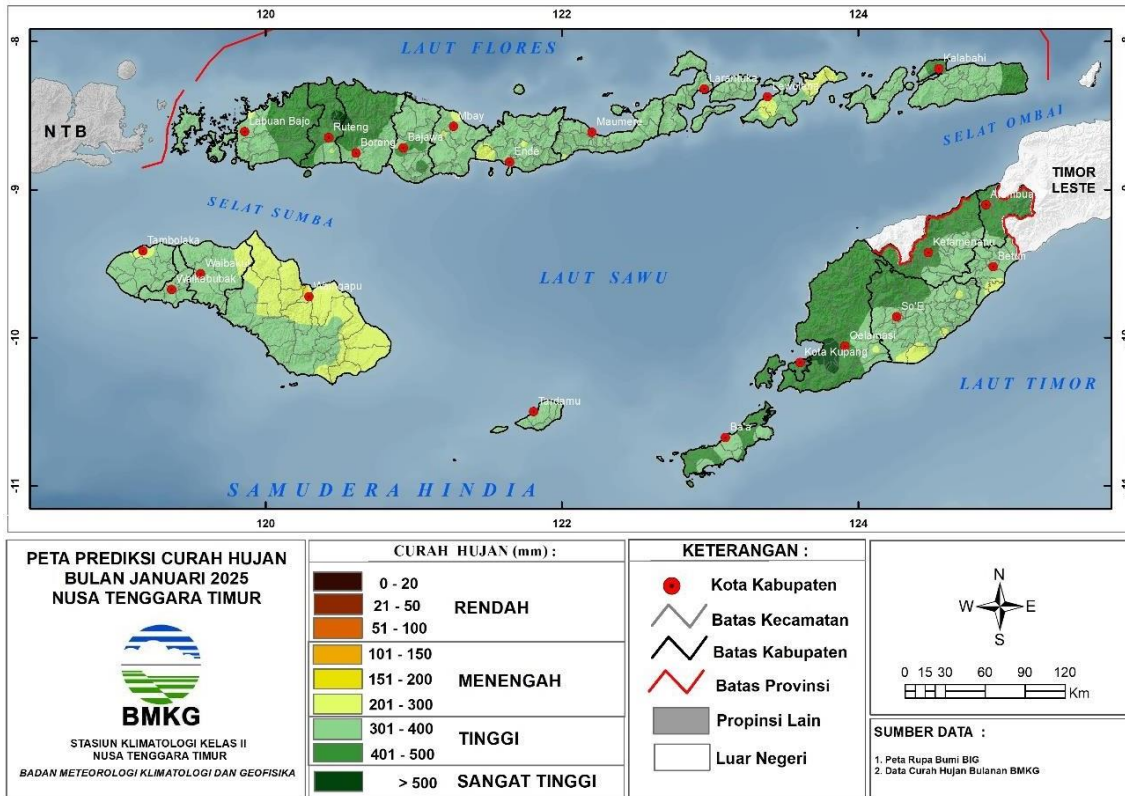 120
122
124
-8
-8
LAUT FLORES
Kalabahi
Larantuka
NTB
Labuan Bajo
Mbay
Maumere
Ruteng
Borong
Bajawa
Ende
SELAT OMBAI
-9
TIMOR
LESTE
SELAT SUMBA
Tambolaka
Kefamenanu
Betun
Waikabubak
LAUT SAWU
Waingapu
So'E
-10
Oelamasi
Kota Kupang
LAUT TIMOR
Tardamu
Ba'a
-11
SAMUDERA HINDIA
120
122
124
PETA PREDIKSI CURAH HUJAN
BULAN JANUARI 2025
NUSA TENGGARA TIMUR
BMKG
STASIUN KLIMATOLOGI KELAS II
NUSA TENGGARA TIMUR
BADAN METEOROLOGI KLIMATOLOGI DAN GEOFISIKA
CURAH HUJAN (mm) :
0 - 20
21 - 50
51 - 100
RENDAH
101 - 150
151 - 200
201 - 300
MENENGAH
301 - 400
401 - 500
TINGGI
> 500
SANGAT TINGGI
KETERANGAN :
Kota Kabupaten
Batas Kecamatan
Batas Kabupaten
Batas Provinsi
Propinsi Lain
Luar Negeri
N
W
E
S
0 15 30 60 90 120
Km
SUMBER DATA :
1. Peta Rupa Bumi BIG
2. Data Curah Hujan Bulanan BMKG